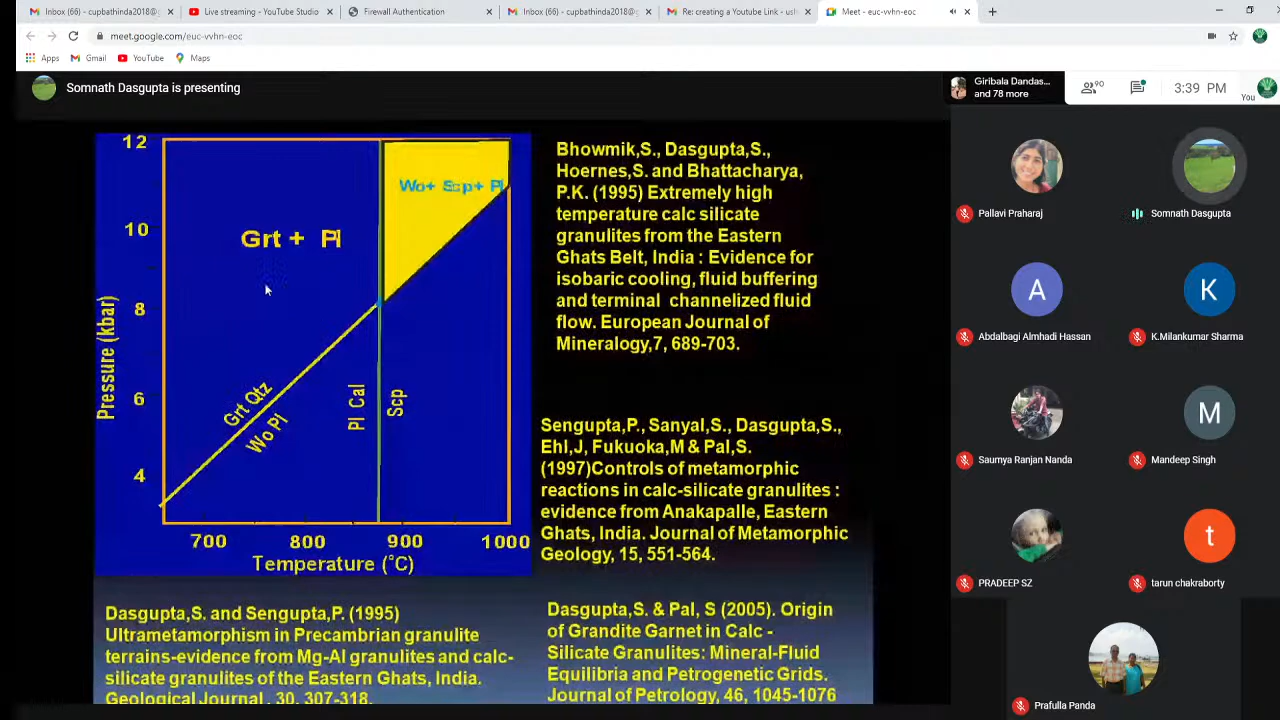 Inbox (6) - cupbathinda2018@g
Live streaming - YouTube Studio
Firewall Authentication
Inbox (66) - cupbathinda2018@g
Re: creating a Youtube Link - ush
Meet - euc-vvhn-eoc
meet.google.com/euc-vvhn-eoc
Apps
Gmail
YouTube
Maps
Somnath Dasgupta is presenting
Giribala Dandas...
and 78 more
90
3:39 PM
You
12
10
8
6
4
Pressure (kbar)
Wo+ Scp+ Pl
Grt + Pl
Grt Qtz
Wo Pl
Pl Cal
Scp
700 800 900 1000
Temperature (°C)
Bhowmik,S., Dasgupta,S.,
Hoernes,S. and Bhattacharya,
P.K. (1995) Extremely high
temperature calc silicate
granulites from the Eastern
Ghats Belt, India : Evidence for
isobaric cooling, fluid buffering
and terminal channelized fluid
flow. European Journal of
Mineralogy,7, 689-703.
Sengupta,P., Sanyal,S., Dasgupta,S.,
Ehl,J, Fukuoka,M & Pal,S.
(1997)Controls of metamorphic
reactions in calc-silicate granulites :
evidence from Anakapalle, Eastern
Ghats, India. Journal of Metamorphic
Geology, 15, 551-564.
Dasgupta,S. and Sengupta,P. (1995)
Ultrametamorphism in Precambrian granulite
terrains-evidence from Mg-Al granulites and calc-
silicate granulites of the Eastern Ghats, India.
Geological Journal , 30, 307-318.
Dasgupta,S. & Pal, S (2005). Origin
of Grandite Garnet in Calc -
Silicate Granulites: Mineral-Fluid
Equilibria and Petrogenetic Grids.
Journal of Petrology, 46, 1045-1076
Pallavi Praharaj
Somnath Dasgupta
A
Abdalbagi Almhadi Hassan
K
K.Milankumar Sharma
Saumya Ranjan Nanda
M
Mandeep Singh
PRADEEP SZ
t
tarun chakraborty
Prafulla Panda